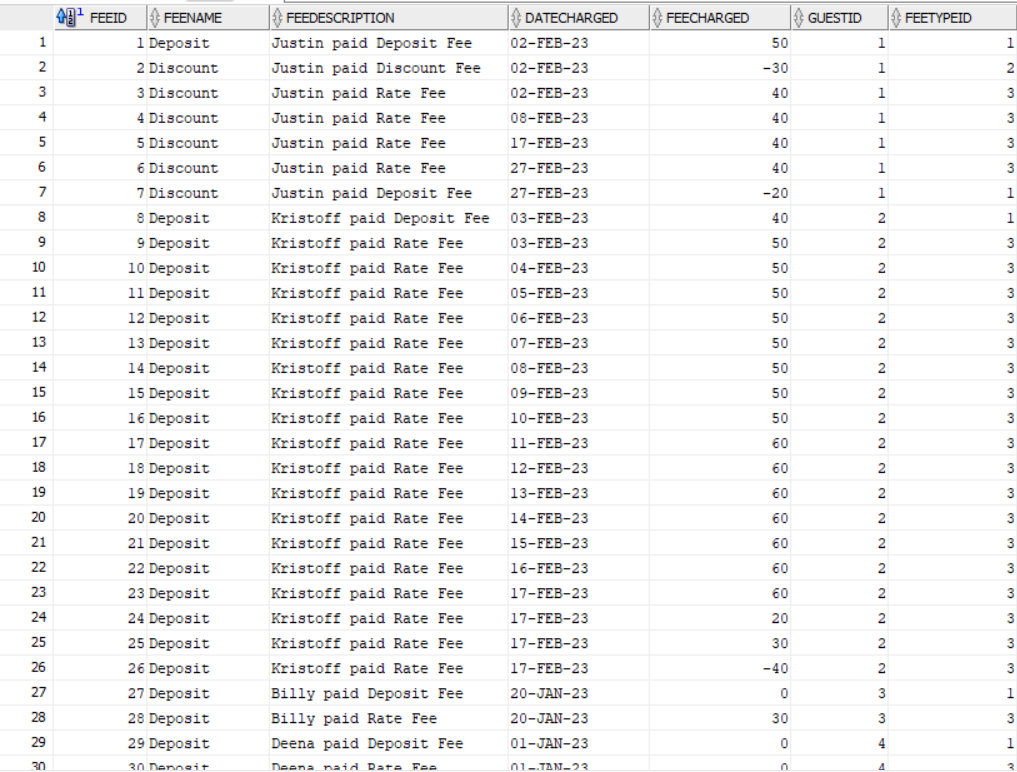 FEEID FEENAME FEEDESCRIPTION DATECHARGED FEECHARGED GUESTID FEETYPEID
1 1 Deposit Justin paid Deposit Fee 02-FEB-23 50 1 1
2 2 Discount Justin paid Discount Fee 02-FEB-23 -30 1 2
3 3 Discount Justin paid Rate Fee 02-FEB-23 40 1 3
4 4 Discount Justin paid Rate Fee 08-FEB-23 40 1 3
5 5 Discount Justin paid Rate Fee 17-FEB-23 40 1 3
6 6 Discount Justin paid Rate Fee 27-FEB-23 40 1 3
7 7 Discount Justin paid Deposit Fee 27-FEB-23 -20 1 1
8 8 Deposit Kristoff paid Deposit Fee 03-FEB-23 40 2 1
9 9 Deposit Kristoff paid Rate Fee 03-FEB-23 50 2 3
10 10 Deposit Kristoff paid Rate Fee 04-FEB-23 50 2 3
11 11 Deposit Kristoff paid Rate Fee 05-FEB-23 50 2 3
12 12 Deposit Kristoff paid Rate Fee 06-FEB-23 50 2 3
13 13 Deposit Kristoff paid Rate Fee 07-FEB-23 50 2 3
14 14 Deposit Kristoff paid Rate Fee 08-FEB-23 50 2 3
15 15 Deposit Kristoff paid Rate Fee 09-FEB-23 50 2 3
16 16 Deposit Kristoff paid Rate Fee 10-FEB-23 50 2 3
17 17 Deposit Kristoff paid Rate Fee 11-FEB-23 60 2 3
18 18 Deposit Kristoff paid Rate Fee 12-FEB-23 60 2 3
19 19 Deposit Kristoff paid Rate Fee 13-FEB-23 60 2 3
20 20 Deposit Kristoff paid Rate Fee 14-FEB-23 60 2 3
21 21 Deposit Kristoff paid Rate Fee 15-FEB-23 60 2 3
22 22 Deposit Kristoff paid Rate Fee 16-FEB-23 60 2 3
23 23 Deposit Kristoff paid Rate Fee 17-FEB-23 60 2 3
24 24 Deposit Kristoff paid Rate Fee 17-FEB-23 20 2 3
25 25 Deposit Kristoff paid Rate Fee 17-FEB-23 30 2 3
26 26 Deposit Kristoff paid Rate Fee 17-FEB-23 -40 2 3
27 27 Deposit Billy paid Deposit Fee 20-JAN-23 0 3 1
28 28 Deposit Billy paid Rate Fee 20-JAN-23 30 3 3
29 29 Deposit Deena paid Deposit Fee 01-JAN-23 0 4 1
30 30 Deposit Deena paid Rate Fee 01-JAN-23 0 4 3